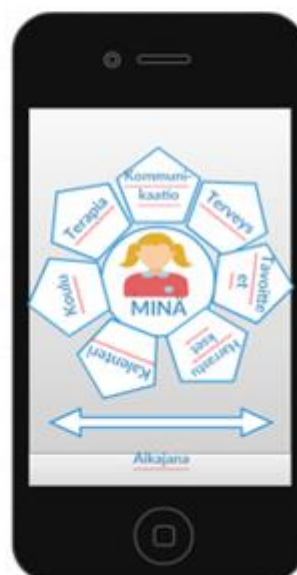 Kommuni-
kaatio
Terveys
Tavoitte
et
Harrastu
kset
Kalenteri
Koulu
Terapia
MINÄ
Aikajana